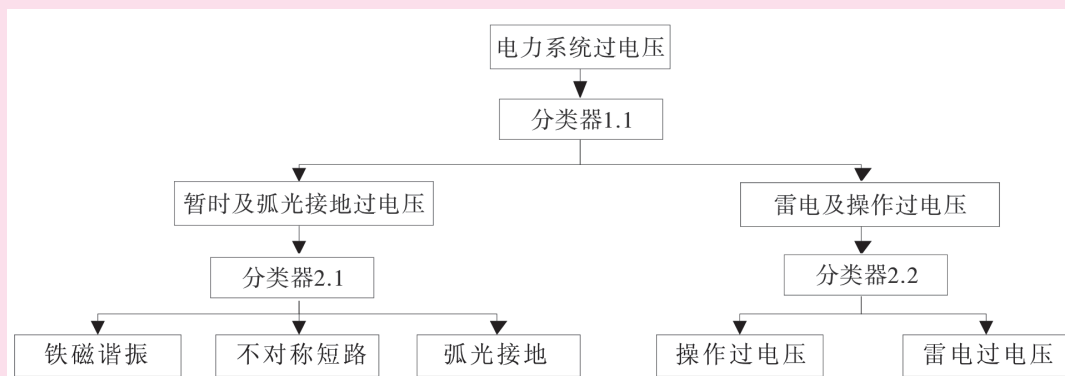 电力系统过电压
分类器1.1
暂时及弧光接地过电压
雷电及操作过电压
分类器2.1
分类器2.2
铁磁谐振
不对称短路
弧光接地
操作过电压
雷电过电压